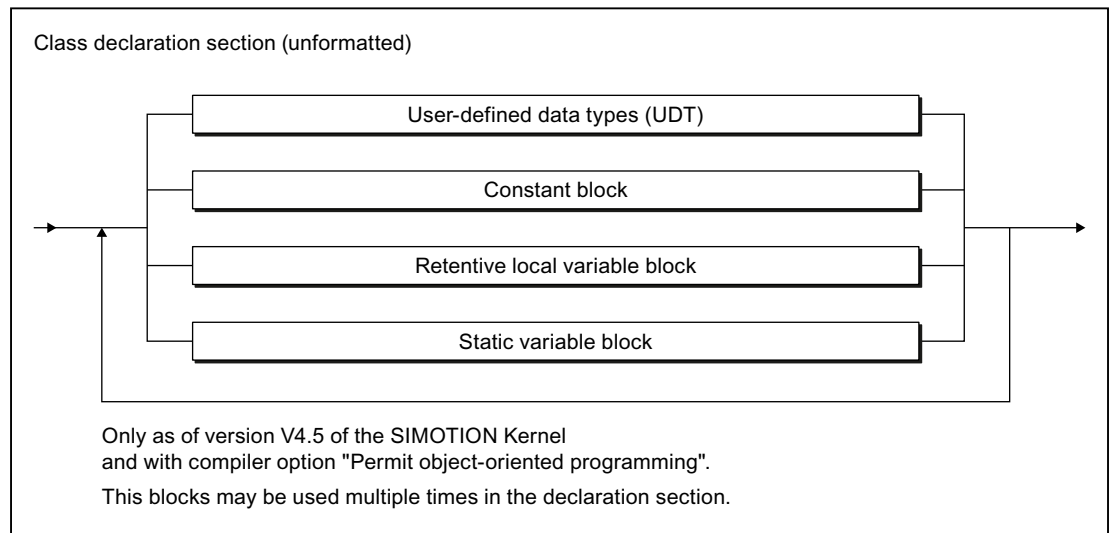 Class declaration section (unformatted)
User-defined data types (UDT)
Constant block
Retentive local variable block
Static variable block
Only as of version V4.5 of the SIMOTION Kernel
and with compiler option "Permit object-oriented programming".
This blocks may be used multiple times in the declaration section.